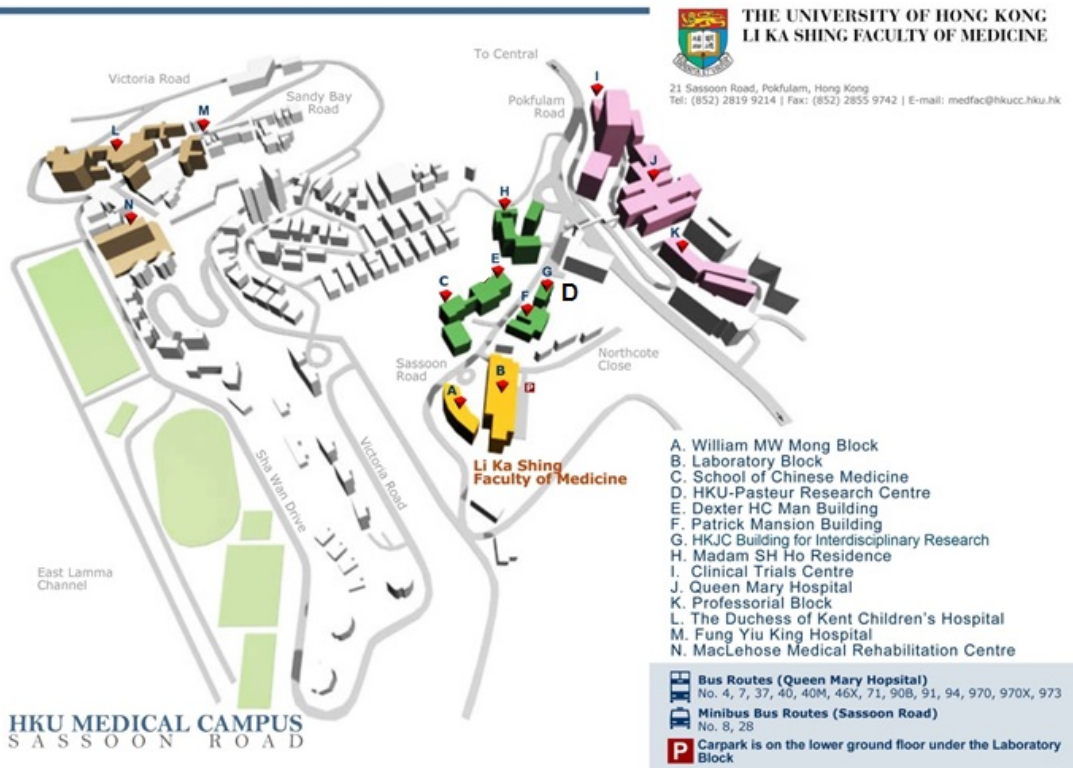 THE UNIVERSITY OF HONG KONG
LI KA SHING FACULTY OF MEDICINE
21 Sassoon Road, Pokfulam, Hong Kong
Tel: (852) 2819 9214 | Fax: (852) 2855 9742 | E-mail: medfac@hkucc.hku.hk
To Central
I
Victoria Road
Sandy Bay
Road
Pokfulam
Road
M
L
J
H
N
K
E
G
C
D
F
Sassoon
Road
Northcote
Close
B
A
P
Li Ka Shing
Faculty of Medicine
Victoria Road
Sha Wan Drive
East Lamma
Channel
A. William MW Mong Block
B. Laboratory Block
C. School of Chinese Medicine
D. HKU-Pasteur Research Centre
E. Dexter HC Man Building
F. Patrick Mansion Building
G. HKJC Building for Interdisciplinary Research
H. Madam SH Ho Residence
I. Clinical Trials Centre
J. Queen Mary Hospital
K. Professorial Block
L. The Duchess of Kent Children's Hospital
M. Fung Yiu King Hospital
N. MacLehose Medical Rehabilitation Centre
Bus Routes (Queen Mary Hopsital)
No. 4, 7, 37, 40, 40M, 46X, 71, 90B, 91, 94, 970, 970X, 973
Minibus Bus Routes (Sassoon Road)
No. 8, 28
P
Carpark is on the lower ground floor under the Laboratory
Block
HKU MEDICAL CAMPUS
SASSOON ROAD